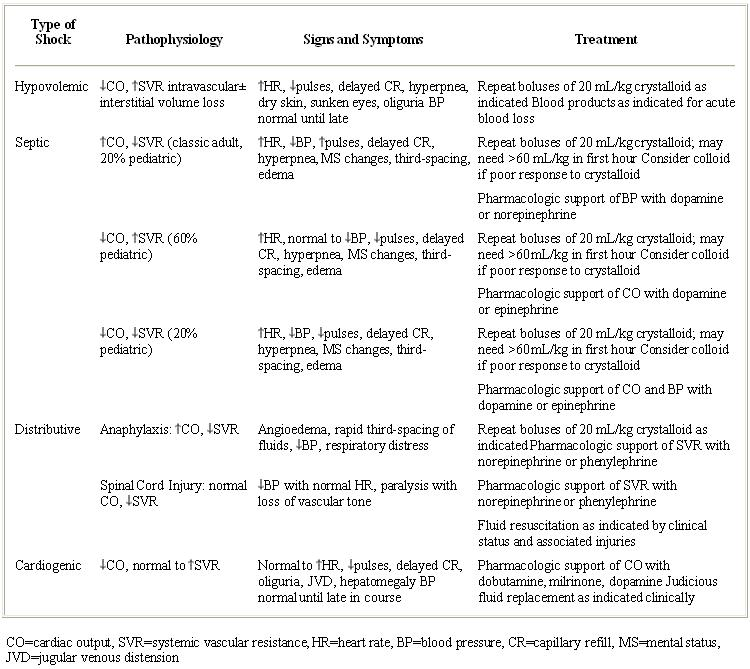 Type of
Shock
Pathophysiology
Signs and Symptoms
Treatment
Hypovolemic
↓CO, ↑SVR intravascular±
interstitial volume loss
↑HR, ↓pulses, delayed CR, hyperpnea,
dry skin, sunken eyes, oliguria BP
normal until late
Repeat boluses of 20 mL/kg crystalloid as
indicated Blood products as indicated for acute
blood loss
Septic
↑CO, ↓SVR (classic adult,
20% pediatric)
↑HR, ↓BP, ↑pulses, delayed CR,
hyperpnea, MS changes, third-spacing,
edema
Repeat boluses of 20 mL/kg crystalloid; may
need >60 mL/kg in first hour Consider colloid
if poor response to crystalloid
Pharmacologic support of BP with dopamine
or norepinephrine
↓CO, ↑SVR (60%
pediatric)
↑HR, normal to ↓BP, ↓pulses, delayed
CR, hyperpnea, MS changes, third-
spacing, edema
Repeat boluses of 20 mL/kg crystalloid; may
need >60mL/kg in first hour Consider colloid
if poor response to crystalloid
Pharmacologic support of CO with dopamine
or epinephrine
↓CO, ↓SVR (20%
pediatric)
↑HR, ↓BP, ↓pulses, delayed CR,
hyperpnea, MS changes, third-
spacing, edema
Repeat boluses of 20 mL/kg crystalloid; may
need >60mL/kg in first hour Consider colloid
if poor response to crystalloid
Pharmacologic support of CO and BP with
dopamine or epinephrine
Distributive
Anaphylaxis: ↑CO, ↓SVR
Angioedema, rapid third-spacing of
fluids, ↓BP, respiratory distress
Repeat boluses of 20 mL/kg crystalloid as
indicated Pharmacologic support of SVR with
norepinephrine or phenylephrine
Spinal Cord Injury: normal
CO, ↓SVR
↓BP with normal HR, paralysis with
loss of vascular tone
Pharmacologic support of SVR with
norepinephrine or phenylephrine
Fluid resuscitation as indicated by clinical
status and associated injuries
Cardiogenic
↓CO, normal to ↑SVR
Normal to ↑HR, ↓pulses, delayed CR,
oliguria, JVD, hepatomegaly BP
normal until late in course
Pharmacologic support of CO with
dobutamine, milrinone, dopamine Judicious
fluid replacement as indicated clinically
CO=cardiac output, SVR=systemic vascular resistance, HR=heart rate, BP=blood pressure, CR=capillary refill, MS=mental status,
JVD=jugular venous distension